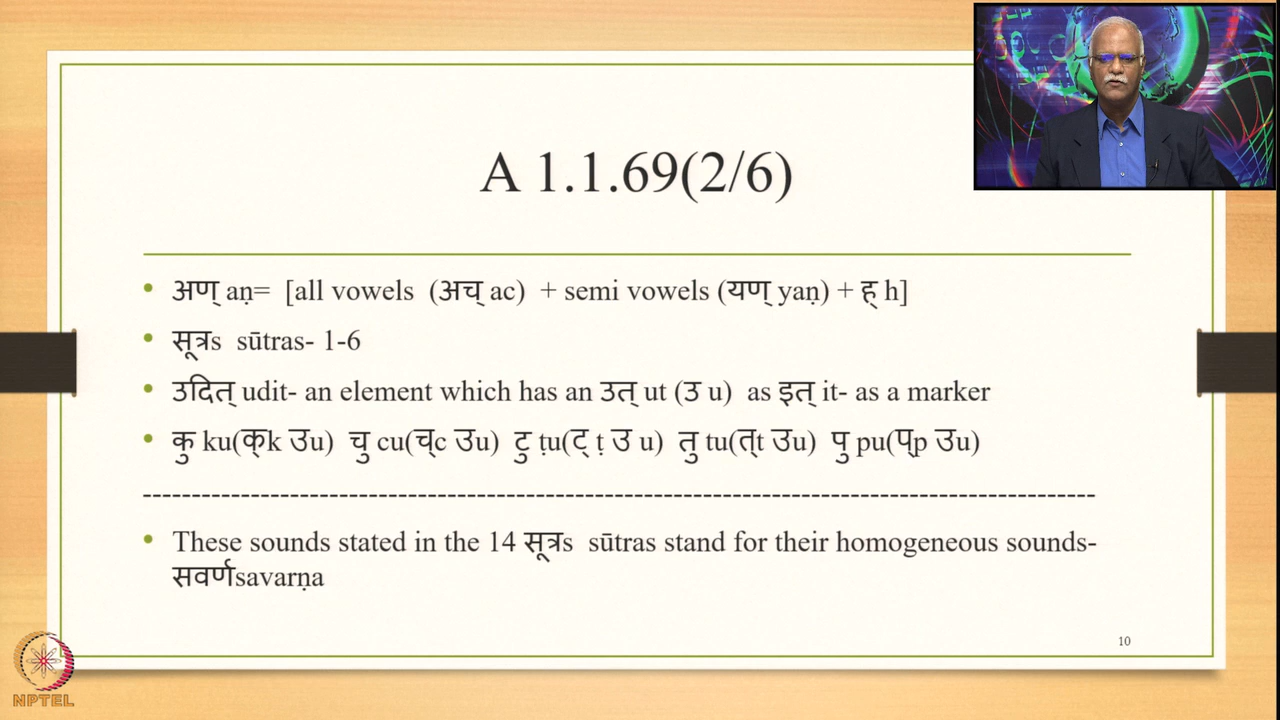 A 1.1.69(2/6)
अण् aṇ= [all vowels (अच् ac) + semi vowels (यण् yaṇ) + ह् h]
सूत्रs sūtras- 1-6
उदित् udit- an element which has an उत् ut (उ u) as इत् it- as a marker
कु ku(क्k उu) चु cu(च्c उu) टु ṭu(ट् ṭ उ u) तु tu(त्t उu) पु pu(प्p उu)
-----------------------------------------------------------------------------------------------
These sounds stated in the 14 सूत्रs sūtras stand for their homogeneous sounds-
सवर्णsavarṇa
10
NPTEL